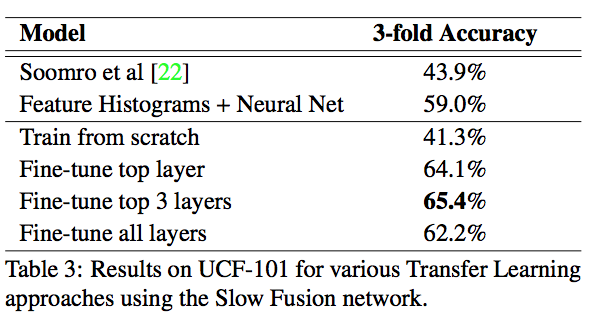 Model 3-fold Accuracy
Soomro et al [22] 43.9%
Feature Histograms + Neural Net 59.0%
Train from scratch 41.3%
Fine-tune top layer 64.1%
Fine-tune top 3 layers 65.4%
Fine-tune all layers 62.2%
Table 3: Results on UCF-101 for various Transfer Learning
approaches using the Slow Fusion network.